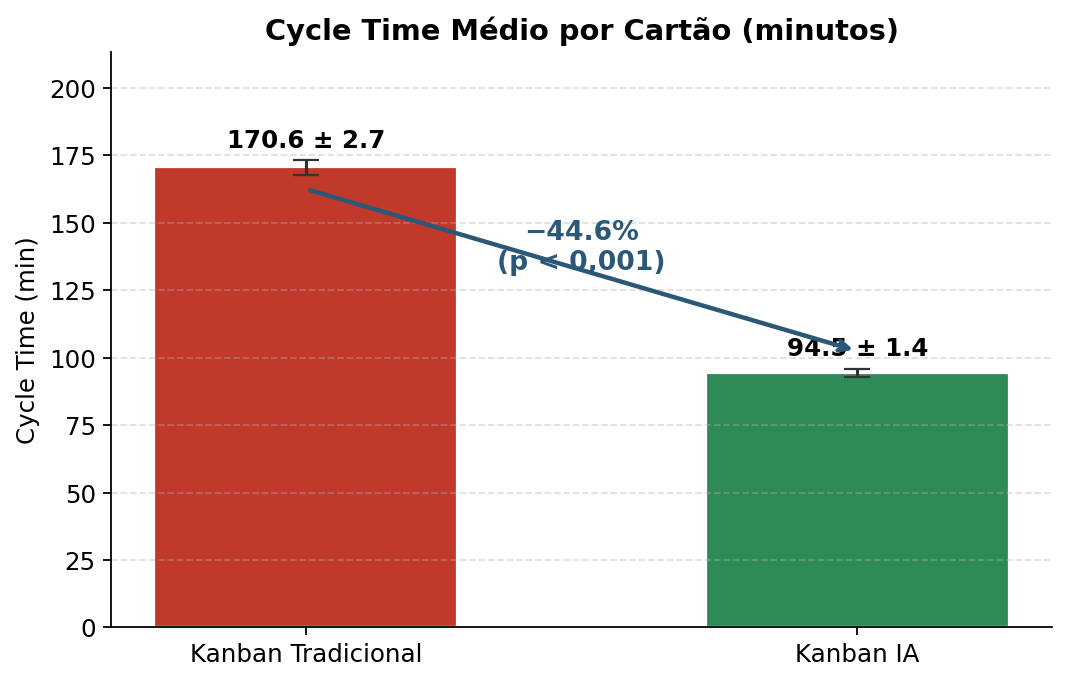 Cycle Time Médio por Cartão (minutos)
Cycle Time (min)
200
175
150
125
100
75
50
25
0
170.6 ± 2.7
−44.6%
(p < 0,001)
± 1.4
Kanban Tradicional
Kanban IA